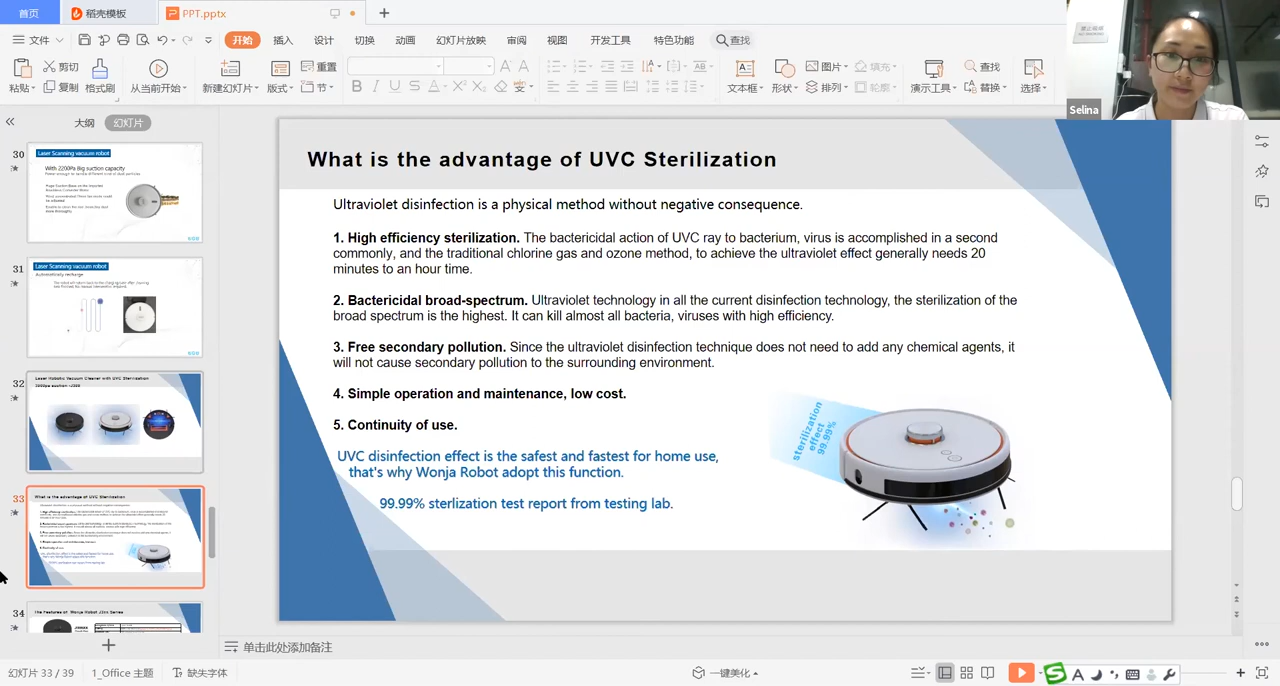 首页
稻壳模板
PPT.pptx
文件
开始
插入
设计
切换
动画
幻灯片放映
审阅
视图
开发工具
特色功能
查找
粘贴
剪切
复制
格式刷
从当前开始
新建幻灯片
版式
重置
节
文本框
形状
图片
排列
填充
轮廓
演示工具
查找
替换
选择
Selina
大纲
幻灯片
30
Laser Scanning vacuum robot
With 2200Pa Big suction capacity
31
Laser Scanning vacuum robot
Automatically recharge
32
Laser Robotic Vacuum Cleaner with UVC Sterilization
33
What is the advantage of UVC Sterilization
34
What is the advantage of UVC Sterilization
Ultraviolet disinfection is a physical method without negative consequence.
1. High efficiency sterilization. The bactericidal action of UVC ray to bacterium, virus is accomplished in a second
commonly, and the traditional chlorine gas and ozone method, to achieve the ultraviolet effect generally needs 20
minutes to an hour time.
2. Bactericidal broad-spectrum. Ultraviolet technology in all the current disinfection technology, the sterilization of the
broad spectrum is the highest. It can kill almost all bacteria, viruses with high efficiency.
3. Free secondary pollution. Since the ultraviolet disinfection technique does not need to add any chemical agents, it
will not cause secondary pollution to the surrounding environment.
4. Simple operation and maintenance, low cost.
5. Continuity of use.
UVC disinfection effect is the safest and fastest for home use,
that's why Wonja Robot adopt this function.
99.99% sterlization test report from testing lab.
sterilization
effect
99.99%
单击此处添加备注
幻灯片 33 / 39
1_Office 主题
缺失字体
一键美化